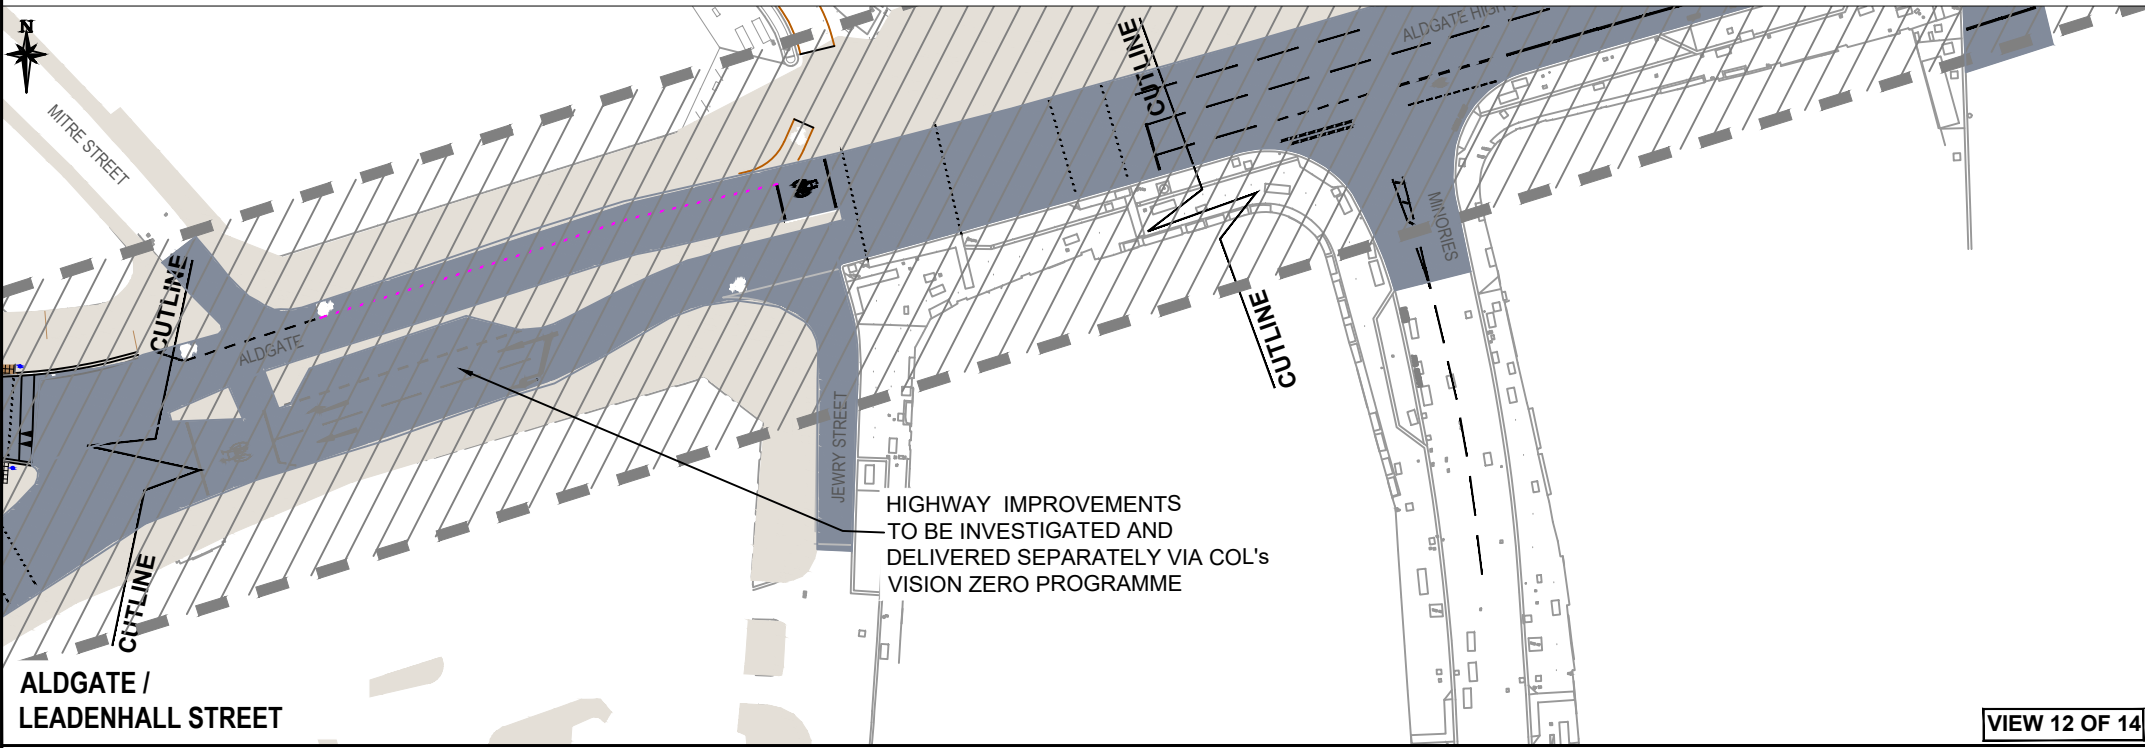 N
MITRE STREET
CUTLINE
ALDGATE
CUTLINE
CUTLINE
ALDGATE HIGH
MINORIES
CUTLINE
JEWRY STREET
HIGHWAY IMPROVEMENTS
TO BE INVESTIGATED AND
DELIVERED SEPARATELY VIA COL's
VISION ZERO PROGRAMME
ALDGATE /
LEADENHALL STREET
VIEW 12 OF 14